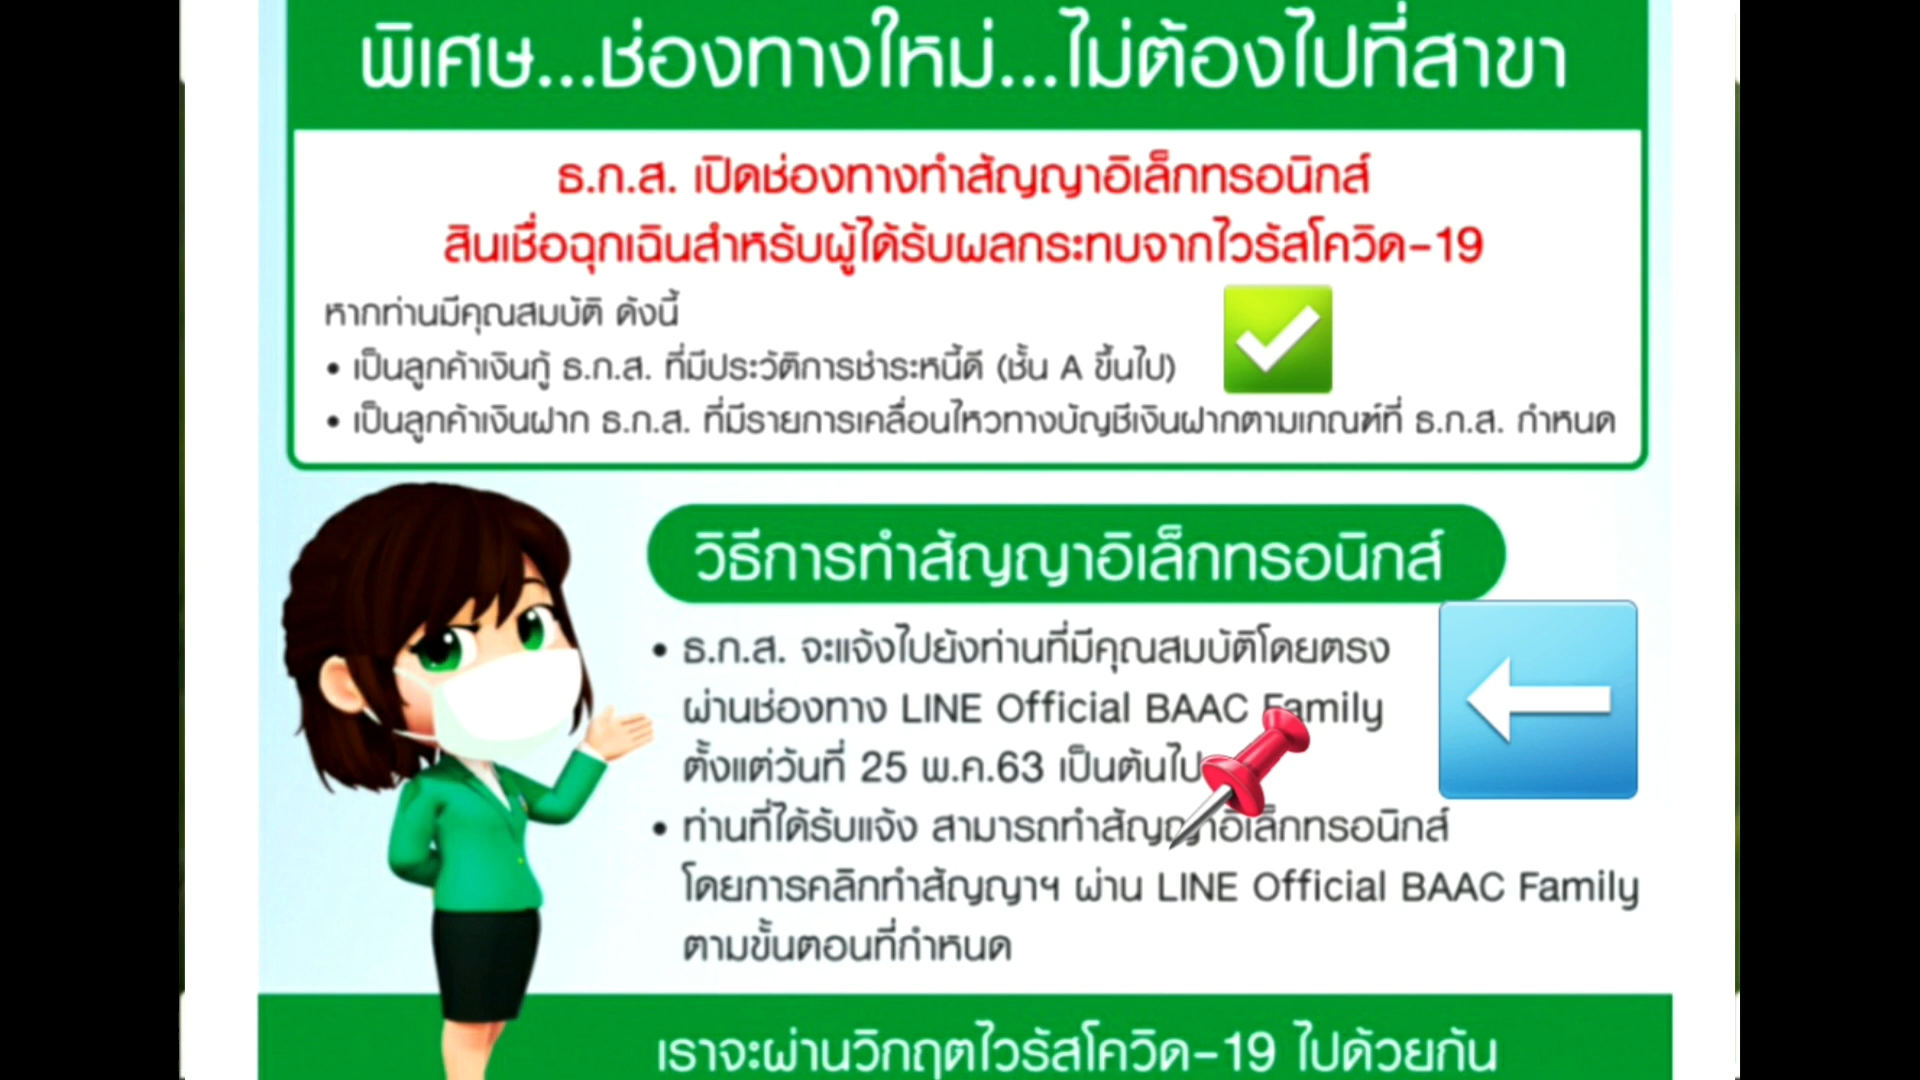 พิเศษ...ช่องทางใหม่...ไม่ต้องไปที่สาขา
ธ.ก.ส. เปิดช่องทางทำสัญญาอิเล็กทรอนิกส์
สินเชื่อฉุกเฉินสำหรับผู้ได้รับผลกระทบจากไวรัสโควิด-19
หากท่านมีคุณสมบัติ ดังนี้
• เป็นลูกค้าเงินกู้ ธ.ก.ส. ที่มีประวัติการชำระหนี้ดี (ชั้น A ขึ้นไป)
• เป็นลูกค้าเงินฝาก ธ.ก.ส. ที่มีรายการเคลื่อนไหวทางบัญชีเงินฝากตามเกณฑ์ที่ ธ.ก.ส. กำหนด
วิธีการทำสัญญาอิเล็กทรอนิกส์
• ธ.ก.ส. จะแจ้งไปยังท่านที่มีคุณสมบัติโดยตรง
ผ่านช่องทาง LINE Official BAAC Family
ตั้งแต่วันที่ 25 พ.ค.63 เป็นต้นไป
• ท่านที่ได้รับแจ้ง สามารถทำสัญญาอิเล็กทรอนิกส์
โดยการคลิกทำสัญญาฯ ผ่าน LINE Official BAAC Family
ตามขั้นตอนที่กำหนด
เราจะผ่านวิกฤตไวรัสโควิด-19 ไปด้วยกัน